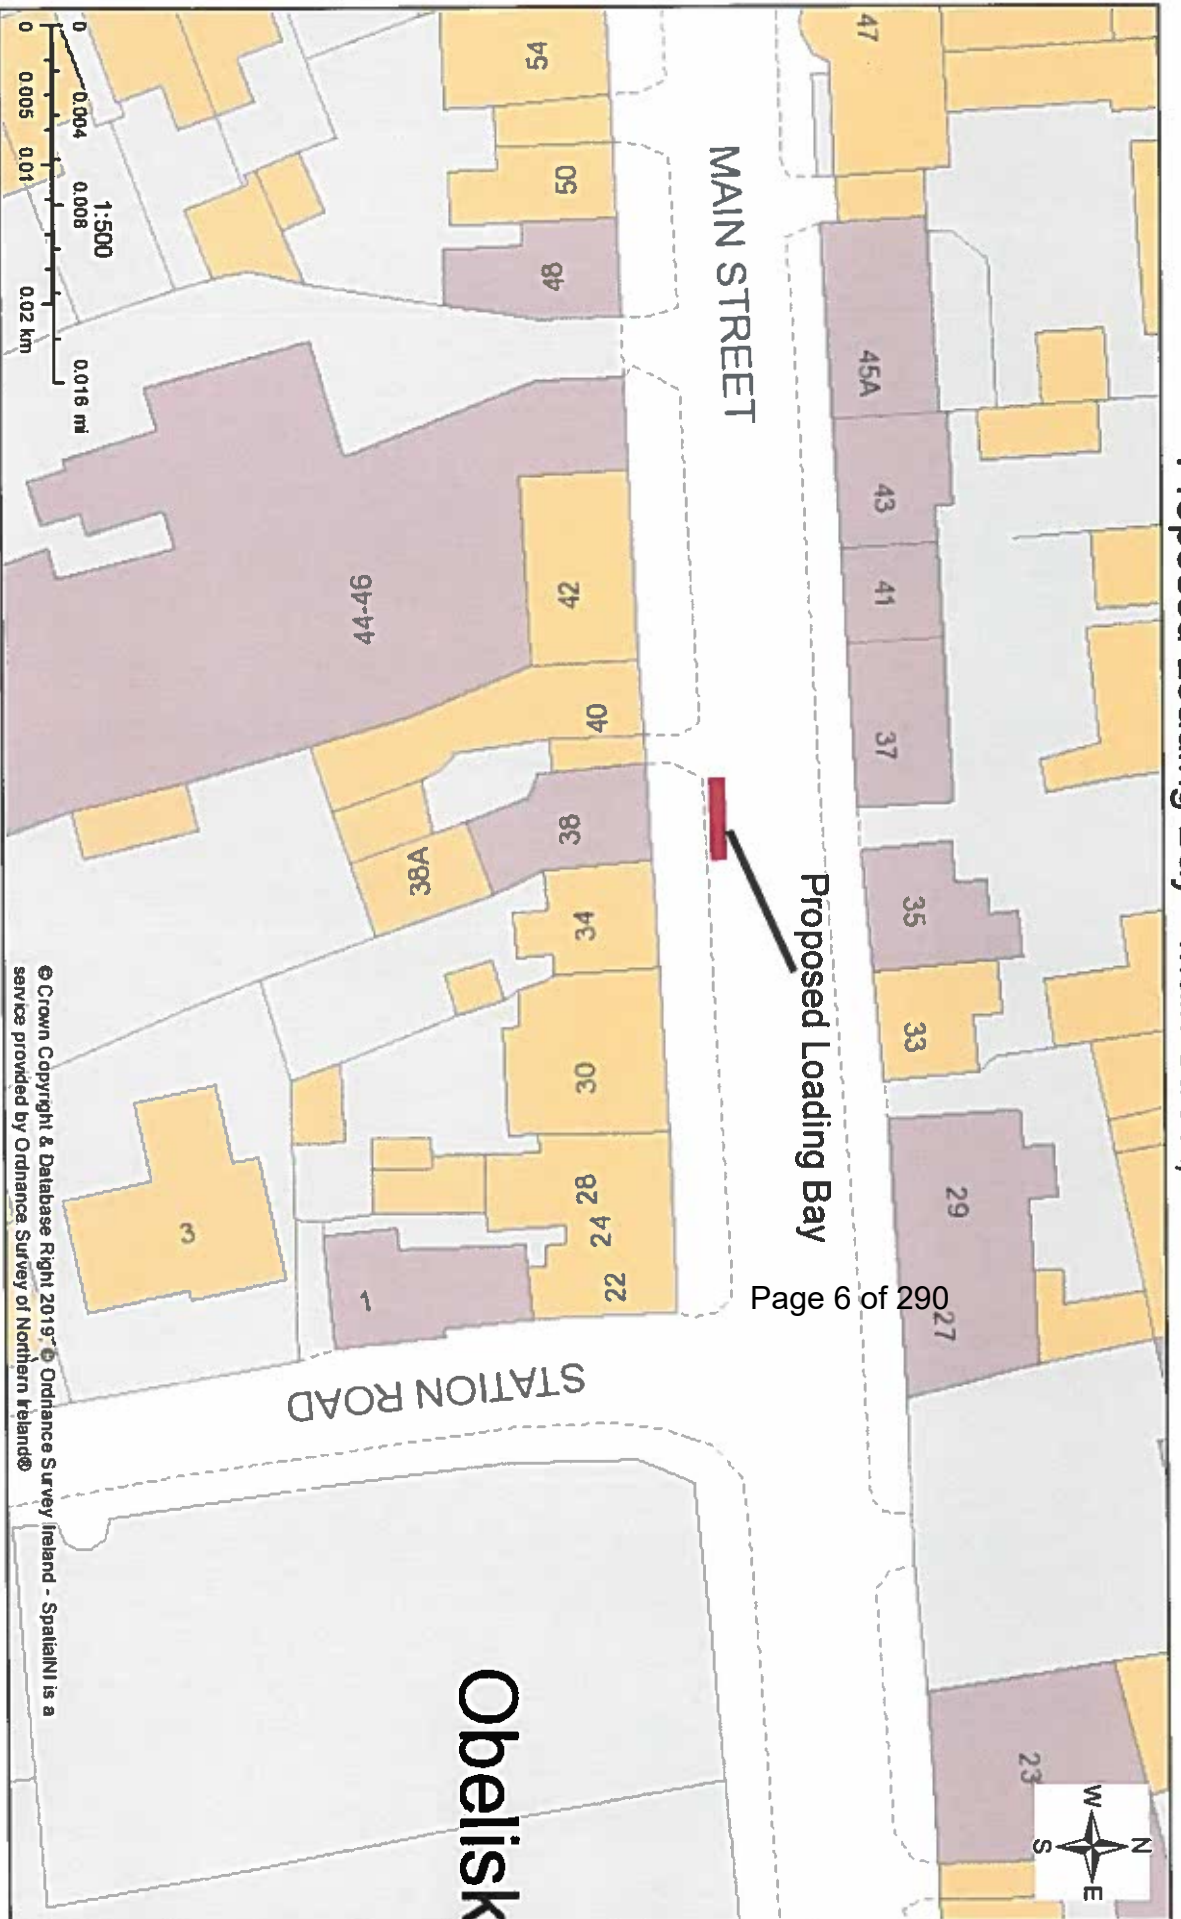 Proposed Loading Bay
47
54
MAIN STREET
50
48
45A
43
41
37
44-46
42
40
38
38A
35
33
34
Proposed Loading Bay
30
29
27
28
24
22
3
1
Page 6 of 290
STATION ROAD
Obelisk
23
N
W
E
S
1:500
0 0.004 0.008 0.016 mi
0 0.005 0.01 0.02 km
© Crown Copyright & Database Right 2019. © Ordnance Survey Ireland - SpatialNI is a
service provided by Ordnance Survey of Northern Ireland®